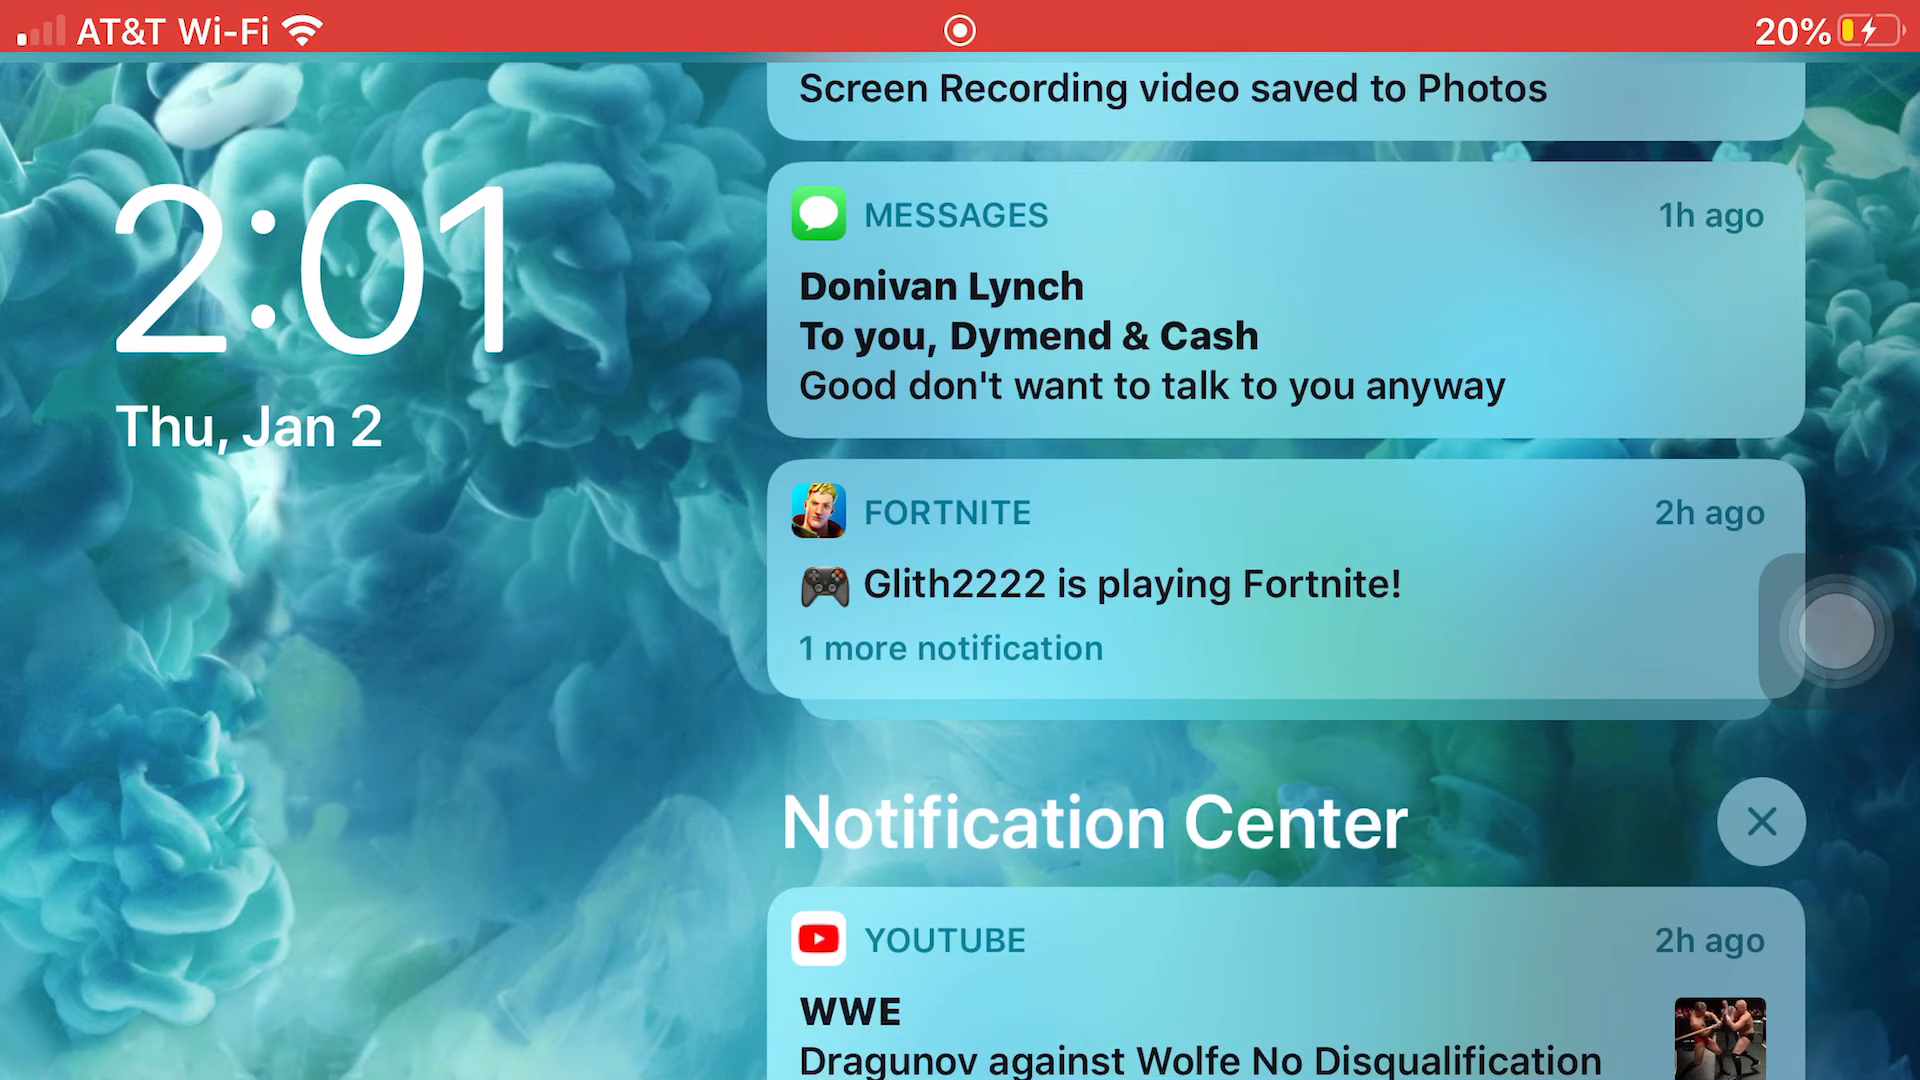 AT&T Wi-Fi
20%
Screen Recording video saved to Photos
2:01
Thu, Jan 2
MESSAGES
1h ago
Donivan Lynch
To you, Dymend & Cash
Good don't want to talk to you anyway
FORTNITE
2h ago
🎮 Glith2222 is playing Fortnite!
1 more notification
Notification Center
YOUTUBE
2h ago
WWE
Dragunov against Wolfe No Disqualification